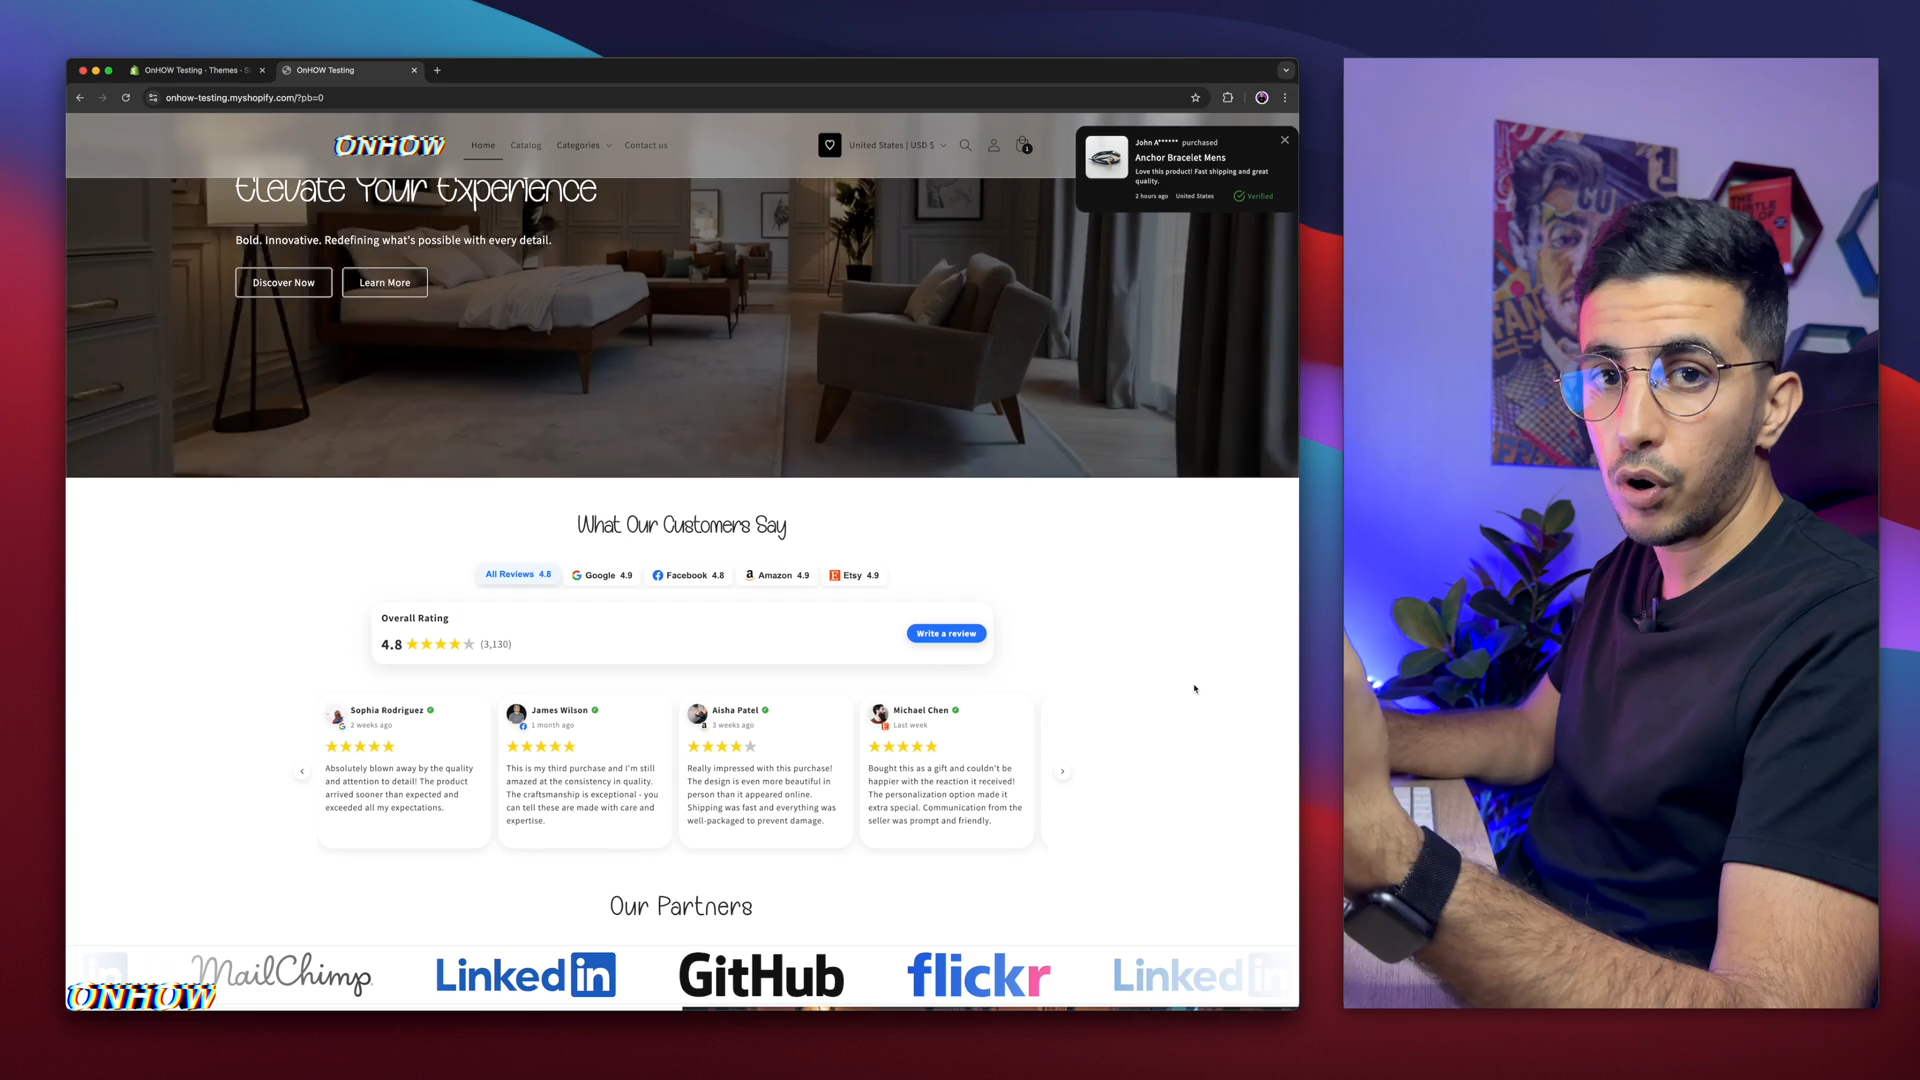 OnHOW Testing · Themes · S
OnHOW Testing
onhow-testing.myshopify.com/?pb=0
ONHOW
Home
Catalog
Categories
Contact us
United States | USD $
1
John A****** purchased
Anchor Bracelet Mens
Love this product! Fast shipping and great
quality.
2 hours ago
United States
Verified
Elevate Your Experience
Bold. Innovative. Redefining what's possible with every detail.
Discover Now
Learn More
What Our Customers Say
All Reviews 4.8
Google 4.9
Facebook 4.8
Amazon 4.9
Etsy 4.9
Overall Rating
4.8
(3,130)
Write a review
Sophia Rodriguez
2 weeks ago
Absolutely blown away by the quality
and attention to detail! The product
arrived sooner than expected and
exceeded all my expectations.
James Wilson
1 month ago
This is my third purchase and I'm still
amazed at the consistency in quality.
The craftsmanship is exceptional - you
can tell these are made with care and
expertise.
Aisha Patel
3 weeks ago
Really impressed with this purchase!
The design is even more beautiful in
person than it appeared online.
Shipping was fast and everything was
well-packaged to prevent damage.
Michael Chen
Last week
Bought this as a gift and couldn't be
happier with the reaction it received!
The personalization option made it
extra special. Communication from the
seller was prompt and friendly.
Our Partners
in
MailChimp
Linked in
GitHub
flickr
Linked in
ONHOW